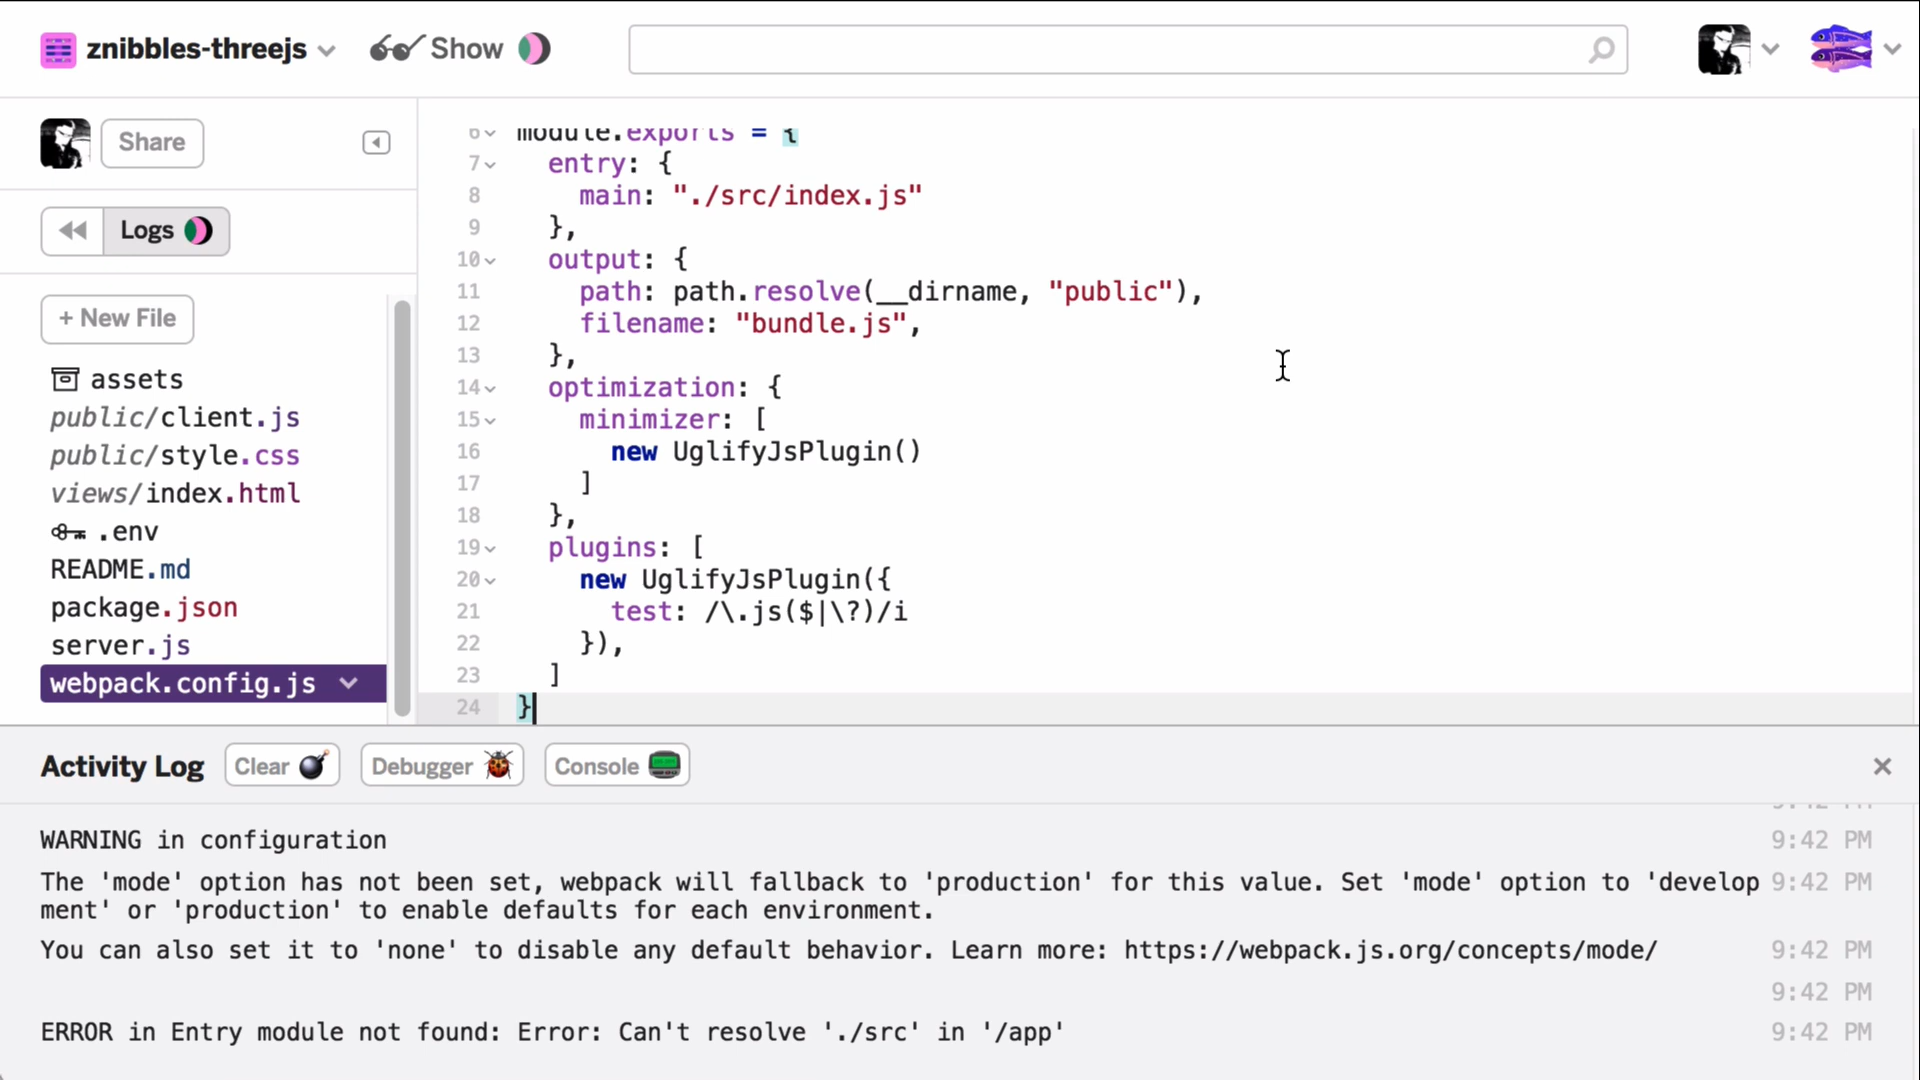 znibbles-threejs
Show
Share
Logs
+ New File
assets
public/client.js
public/style.css
views/index.html
.env
README.md
package.json
server.js
webpack.config.js
6 module.exports = {
7   entry: {
8     main: "./src/index.js"
9   },
10   output: {
11     path: path.resolve(__dirname, "public"),
12     filename: "bundle.js",
13   },
14   optimization: {
15     minimizer: [
16       new UglifyJsPlugin()
17     ]
18   },
19   plugins: [
20     new UglifyJsPlugin({
21       test: /\.js($|\?)/i
22     }),
23   ]
24 }
Activity Log
Clear
Debugger
Console
9:42 PM
WARNING in configuration 9:42 PM
The 'mode' option has not been set, webpack will fallback to 'production' for this value. Set 'mode' option to 'develop 9:42 PM
ment' or 'production' to enable defaults for each environment.
You can also set it to 'none' to disable any default behavior. Learn more: https://webpack.js.org/concepts/mode/ 9:42 PM
9:42 PM
ERROR in Entry module not found: Error: Can't resolve './src' in '/app' 9:42 PM